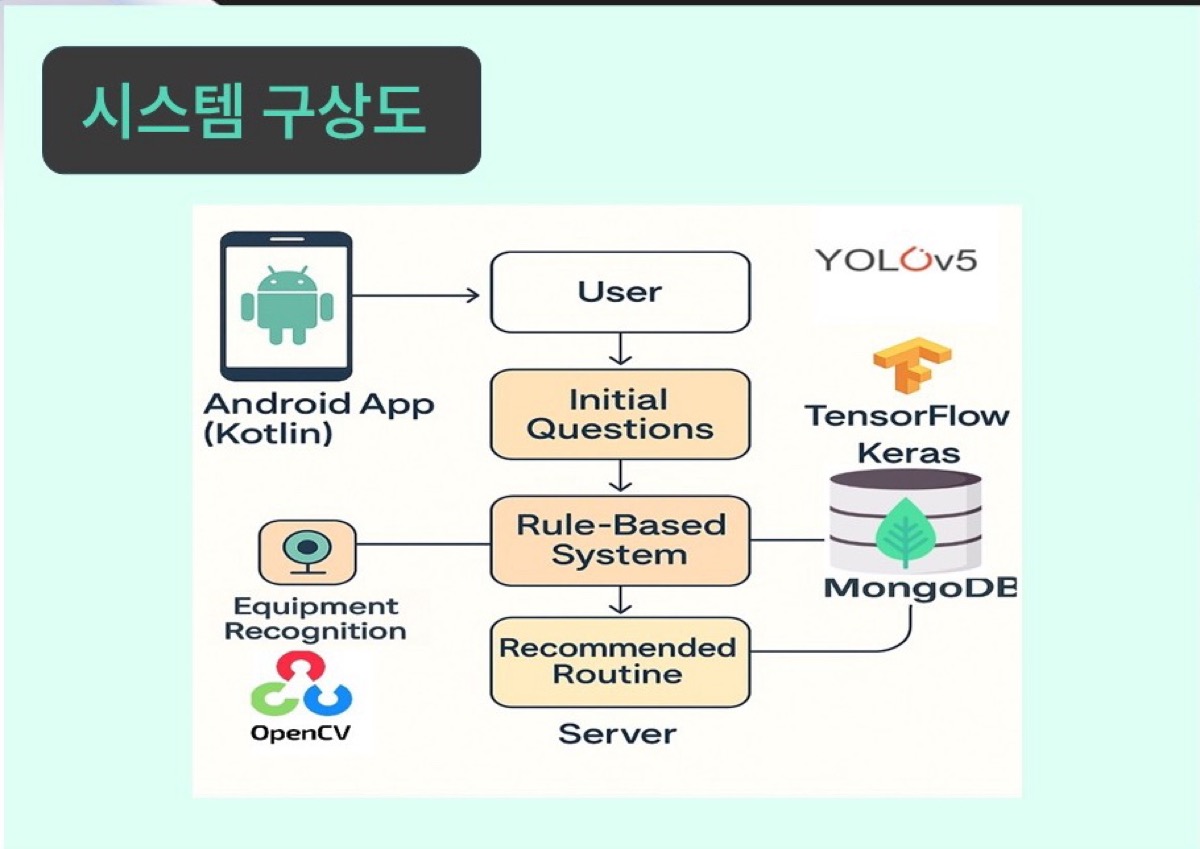 시스템 구상도
User
YOLOv5
Initial
Questions
Android App
(Kotlin)
TensorFlow
Keras
Rule-Based
System
MongoDB
Equipment
Recognition
Recommended
Routine
OpenCV
Server